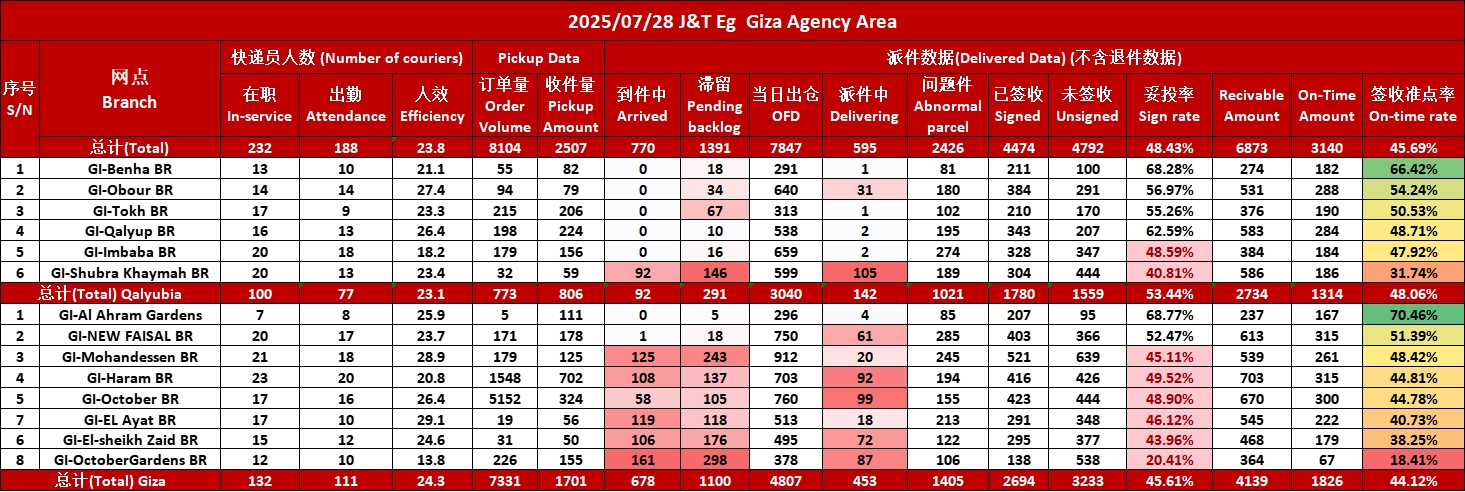 2025/07/28 J&T Eg  Giza Agency Area
序号 S/N 网点 Branch 快递员人数 (Number of couriers) Pickup Data 派件数据(Delivered Data) (不含退件数据)
在职 In-service 出勤 Attendance 人效 Efficiency 订单量 Order Volume 收件量 Pickup Amount 到件中 Arrived 滞留 Pending backlog 当日出仓 OFD 派件中 Delivering 问题件 Abnormal parcel 已签收 Signed 未签收 Unsigned 妥投率 Sign rate Recivable Amount On-Time Amount 签收准点率 On-time rate
总计(Total) 232 188 23.8 8104 2507 770 1391 7847 595 2426 4474 4792 48.43% 6873 3140 45.69%
1 GI-Benha BR 13 10 21.1 55 82 0 18 291 1 81 211 100 68.28% 274 182 66.42%
2 GI-Obour BR 14 14 27.4 94 79 0 34 640 31 180 384 291 56.97% 531 288 54.24%
3 GI-Tokh BR 17 9 23.3 215 206 0 67 313 1 102 210 170 55.26% 376 190 50.53%
4 GI-Qalyup BR 16 13 26.4 198 224 0 10 538 2 195 343 207 62.59% 583 284 48.71%
5 GI-Imbaba BR 20 18 18.2 179 156 0 16 659 2 274 328 347 48.59% 384 184 47.92%
6 GI-Shubra Khaymah BR 20 13 23.4 32 59 92 146 599 105 189 304 444 40.81% 586 186 31.74%
总计(Total) Qalyubia 100 77 23.1 773 806 92 291 3040 142 1021 1780 1559 53.44% 2734 1314 48.06%
1 GI-Al Ahram Gardens 7 8 25.9 5 111 0 5 296 4 85 207 95 68.77% 237 167 70.46%
2 GI-NEW FAISAL BR 20 17 23.7 171 178 1 18 750 61 285 403 366 52.47% 613 315 51.39%
3 GI-Mohandessen BR 21 18 28.9 179 125 125 243 912 20 245 521 639 45.11% 539 261 48.42%
4 GI-Haram BR 23 20 20.8 1548 702 108 137 703 92 194 416 426 49.52% 703 315 44.81%
5 GI-October BR 17 16 26.4 5152 324 58 105 760 99 155 423 444 48.90% 670 300 44.78%
7 GI-EL Ayat BR 17 10 29.1 19 56 119 118 513 18 213 291 348 46.12% 545 222 40.73%
6 GI-El-sheikh Zaid BR 15 12 24.6 31 50 106 176 495 72 122 295 377 43.96% 468 179 38.25%
8 GI-OctoberGardens BR 12 10 13.8 226 155 161 298 378 87 106 138 538 20.41% 364 67 18.41%
总计(Total) Giza 132 111 24.3 7331 1701 678 1100 4807 453 1405 2694 3233 45.61% 4139 1826 44.12%